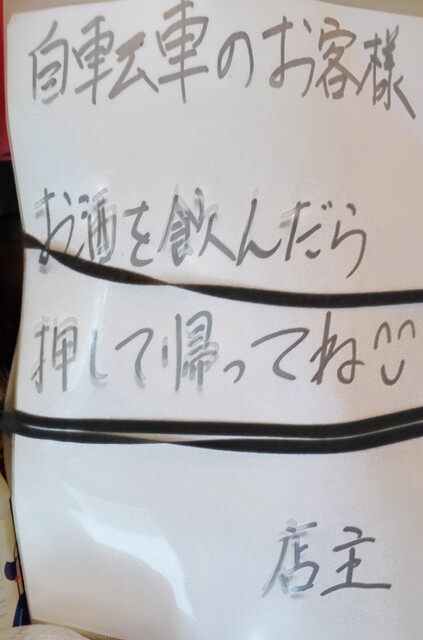 自転車のお客様
お酒を飲んだら
押して帰ってね
店主